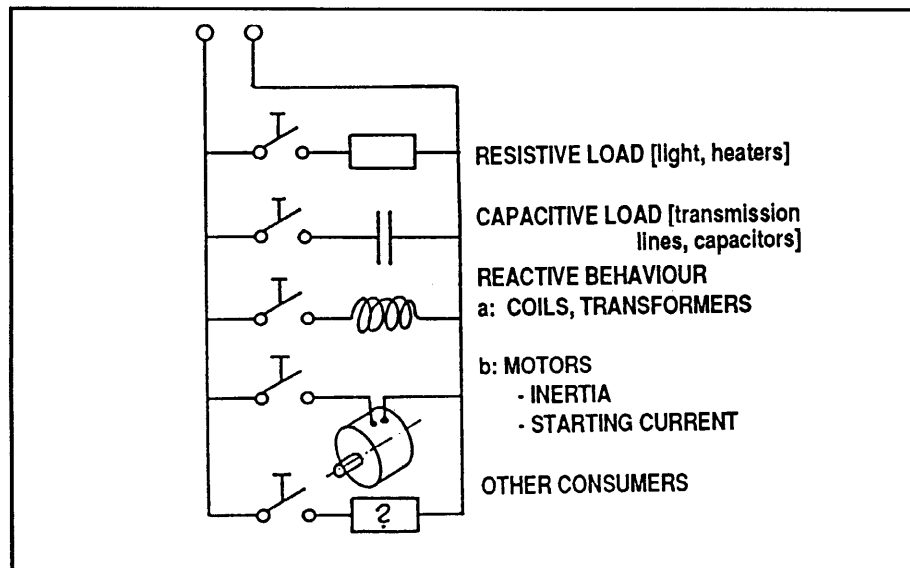 RESISTIVE LOAD [light, heaters]
CAPACITIVE LOAD [transmission
lines, capacitors]
REACTIVE BEHAVIOUR
a: COILS, TRANSFORMERS
b: MOTORS
- INERTIA
- STARTING CURRENT
OTHER CONSUMERS
?